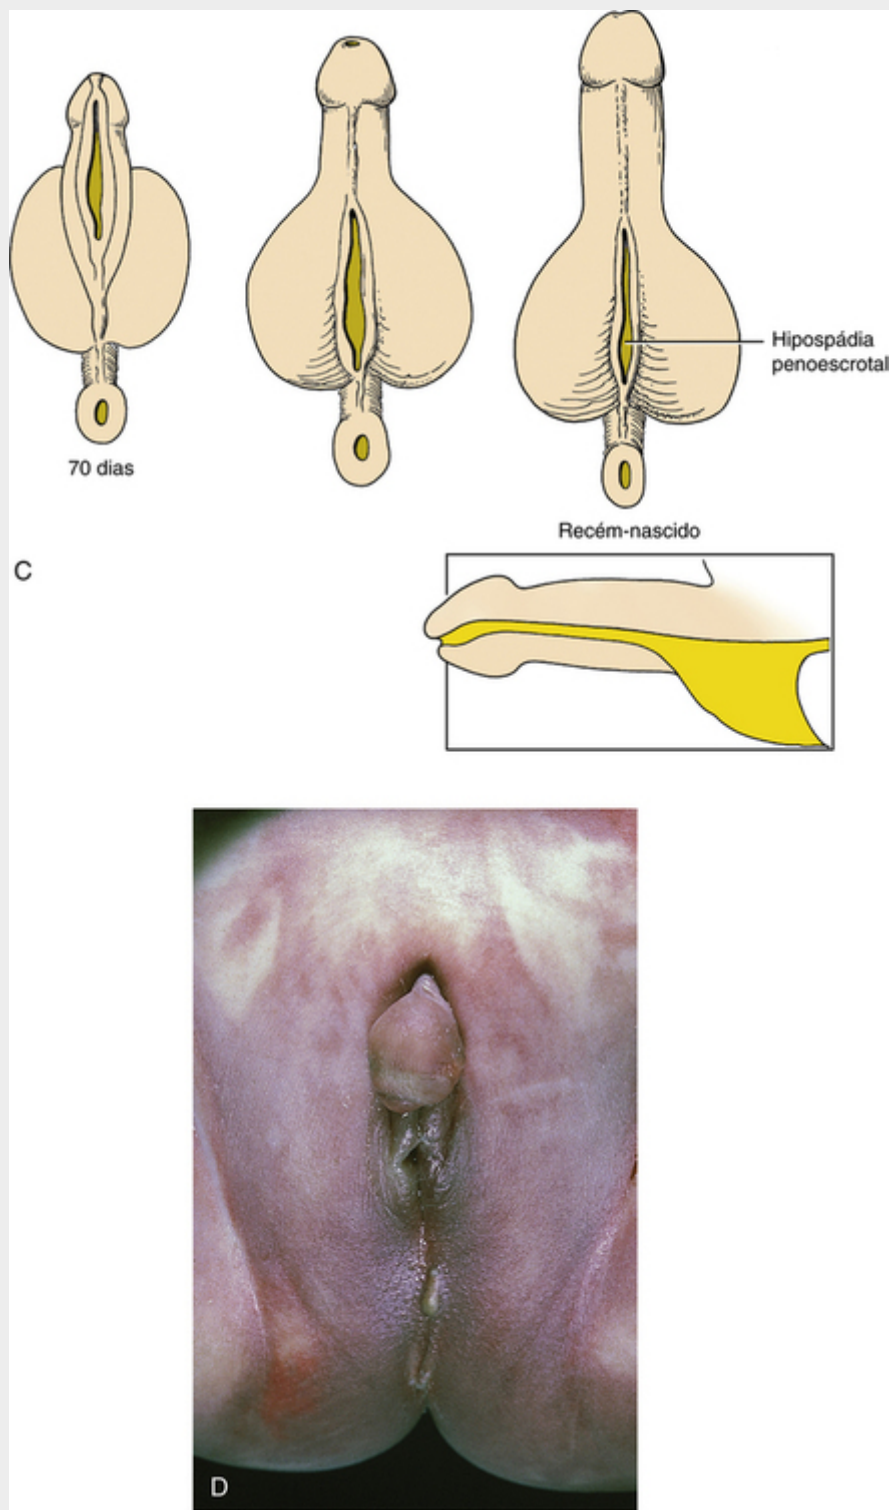 70 dias
Hipospádia
penoescrotal
Recém-nascido
C
D